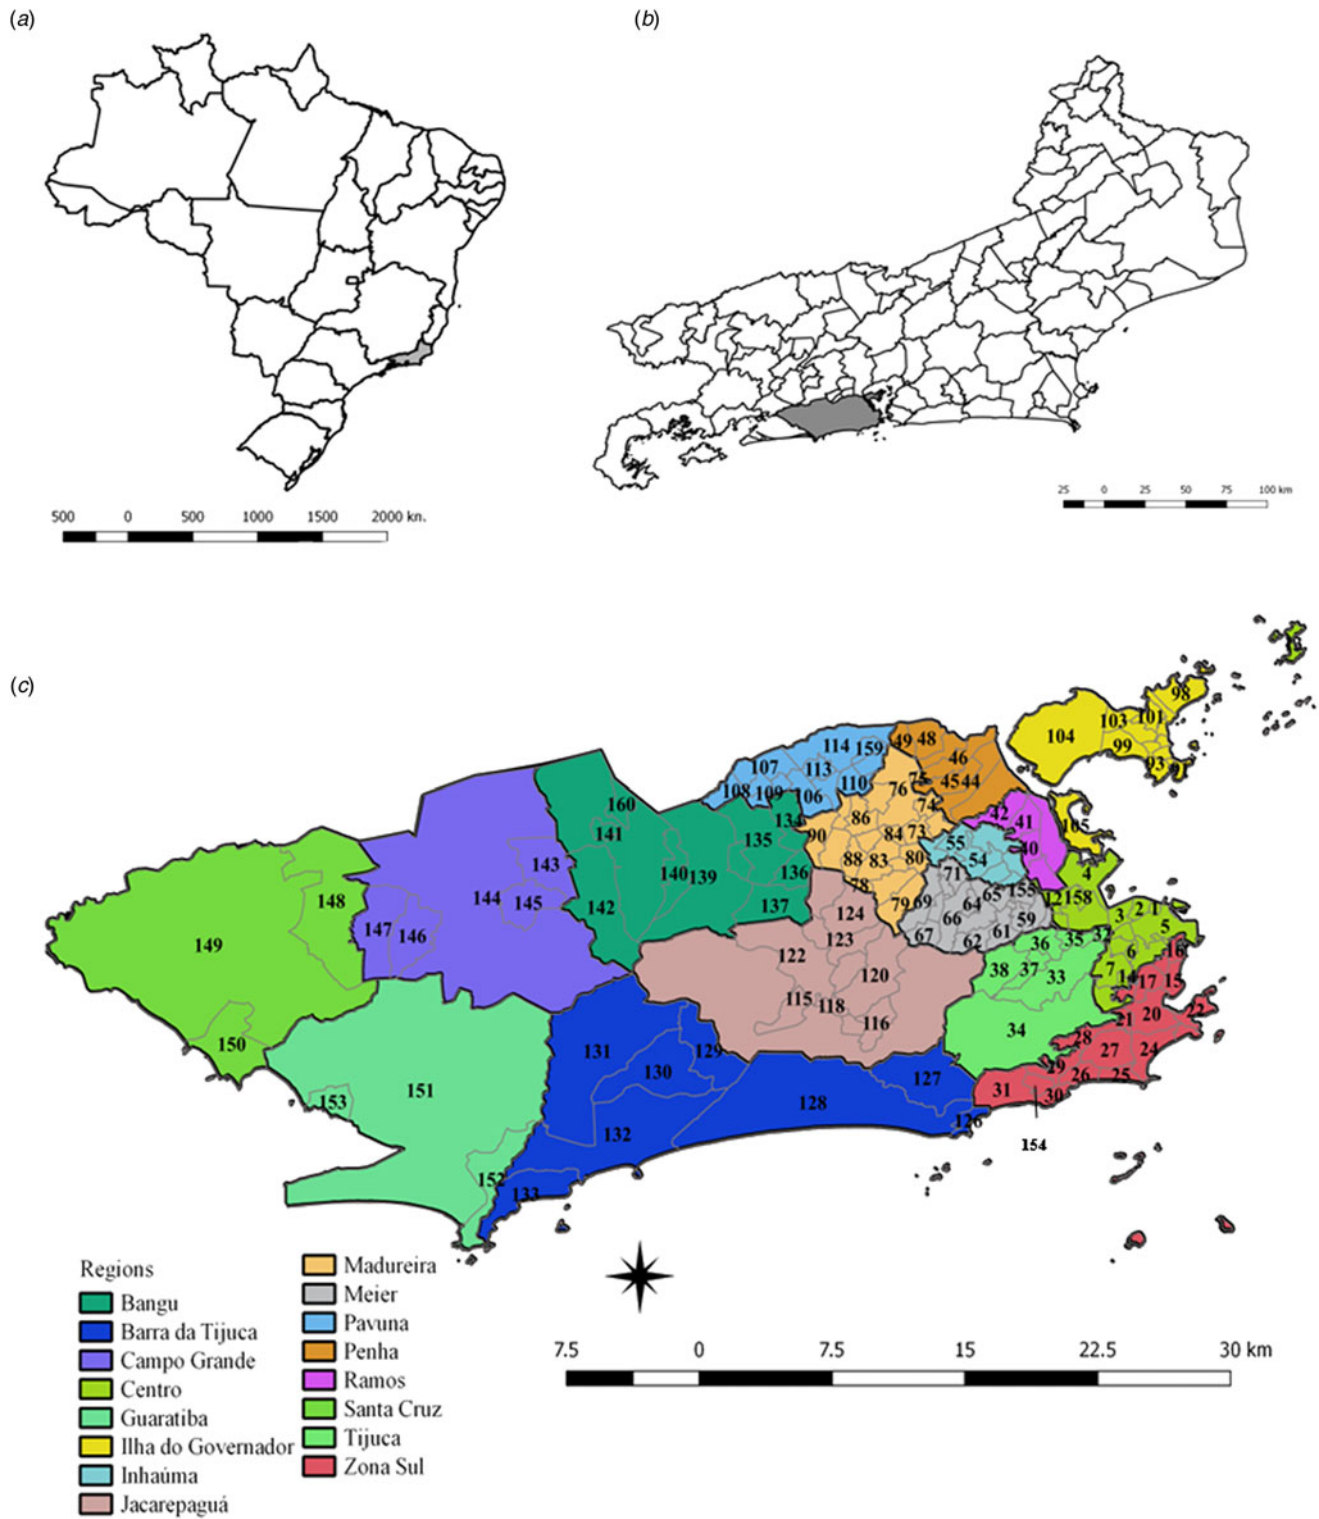 (a)
(b)
500 0 500 1000 1500 2000 kn.
25 0 25 50 75 100 km
(c)
98
103 101
104
99
93 91
114 159 49 48
107 113 46
108 109 106 110 76 75 45 44
160 134 86 74 42 41 105
141 135 90 84 73 55 40
143 140 139 136 88 83 80 54 4
144 145 148 142 137 78 71 65 155 12 158
147 146 124 79 69 64 59 3 2 1
149 123 66 61 36 35 32 5
122 67 62 6 16
120 38 37 33 7 14 17 15
115 118 116 34 21 20 22
150 131 129 28 27 24
151 130 127 29 26 25
153 128 31 30
132 126
154
152 133
Regions
Bangu
Barra da Tijuca
Campo Grande
Centro
Guaratiba
Ilha do Governador
Inhaúma
Jacarepaguá
Madureira
Meier
Pavuna
Penha
Ramos
Santa Cruz
Tijuca
Zona Sul
7.5 0 7.5 15 22.5 30 km